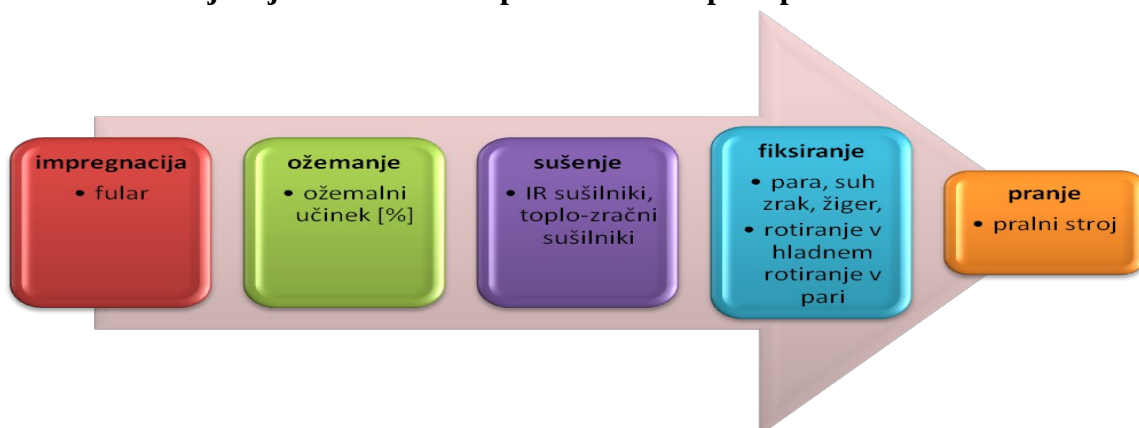 impregnacija
• fular
ožemanje
• ožemalni
učinek [%]
sušenje
• IR sušilniki,
toplo-zračni
sušilniki
fiksiranje
• para, suh
zrak, žiger,
• rotiranje v
hladnem
rotiranje v
pari
pranje
• pralni stroj